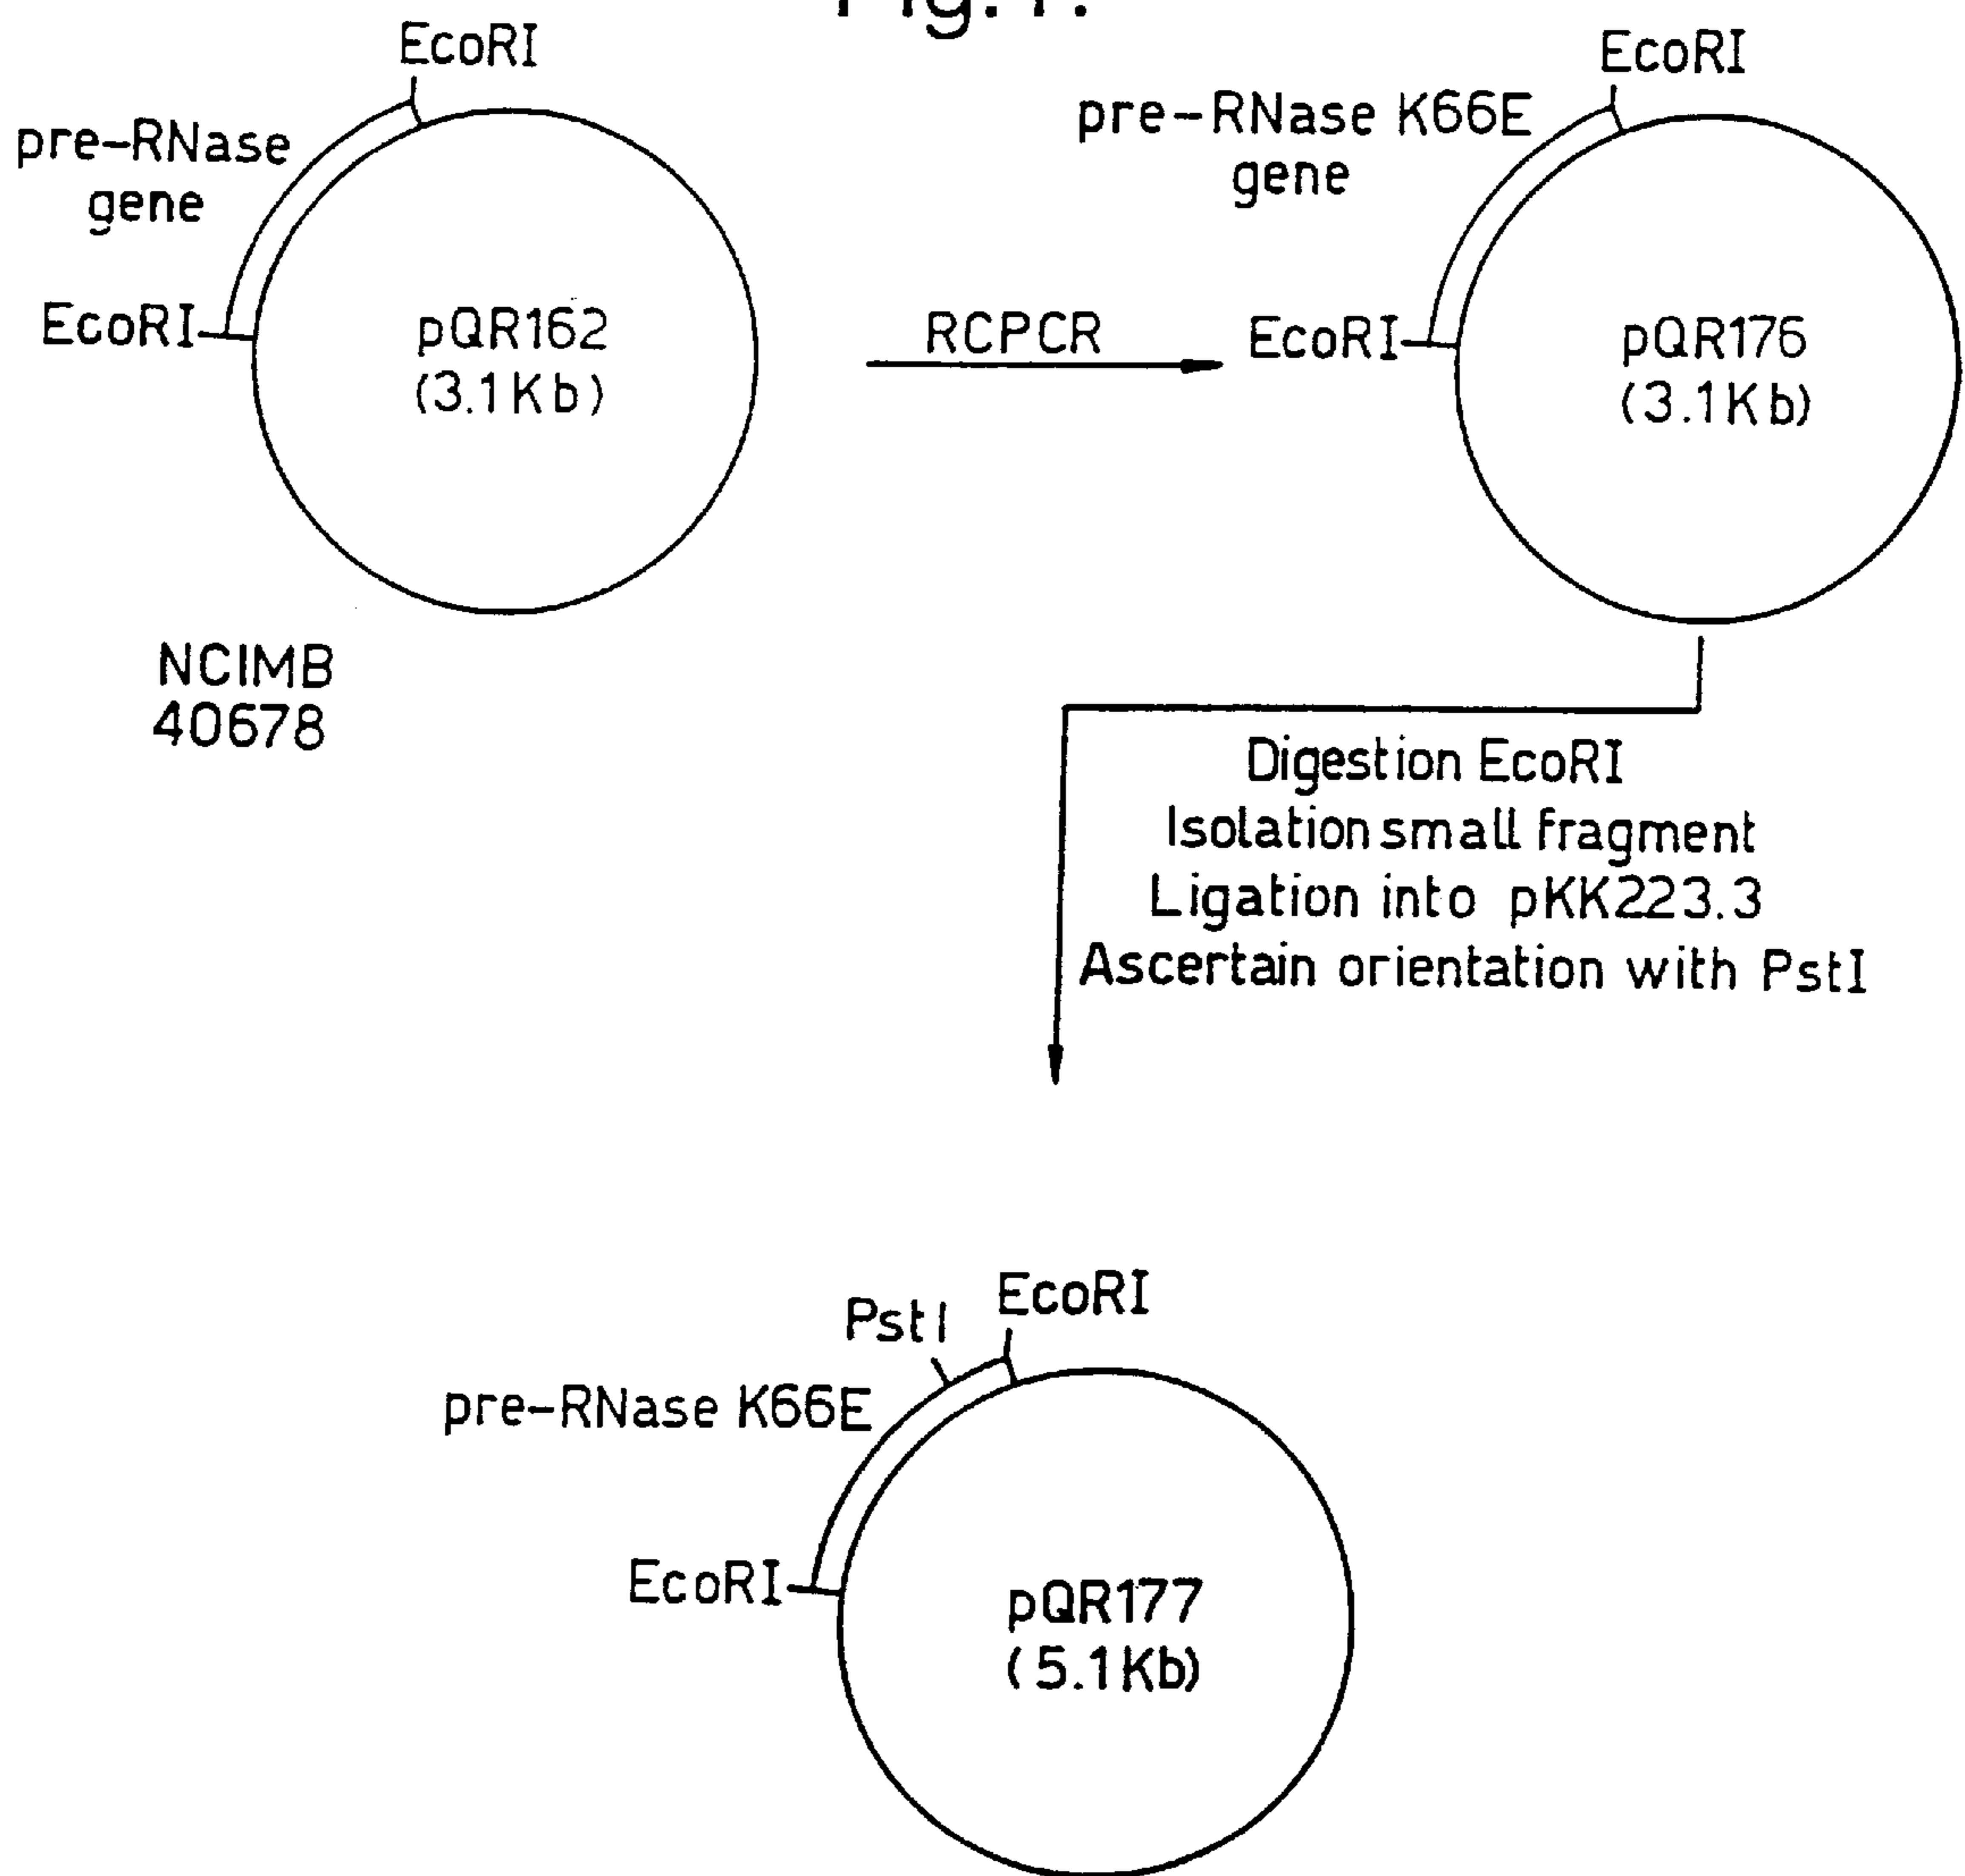 Fig.1.
EcoRI
pre-RNase
gene
EcoRI
pQR162
(3.1Kb)
NCIMB
40678
RCPCR
EcoRI
pre-RNase K66E
gene
EcoRI
pQR176
(3.1Kb)
Digestion EcoRI
Isolation small fragment
Ligation into pKK223.3
Ascertain orientation with PstI
PstI
EcoRI
pre-RNase K66E
EcoRI
pQR177
(5.1Kb)